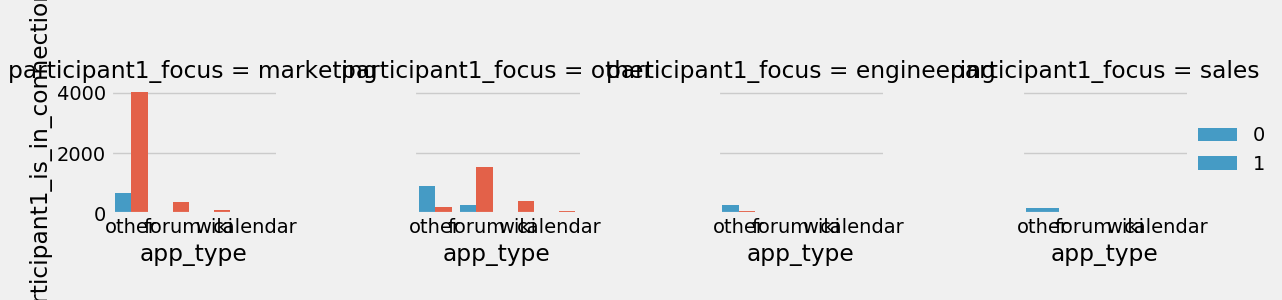 rticipant1_is_in_connection
participant1_focus = marketing
participant1_focus = other
participant1_focus = engineering
participant1_focus = sales
4000
2000
0
other forum wiki calendar
other forum wiki calendar
other forum wiki calendar
other forum wiki calendar
app_type
app_type
app_type
app_type
0
1